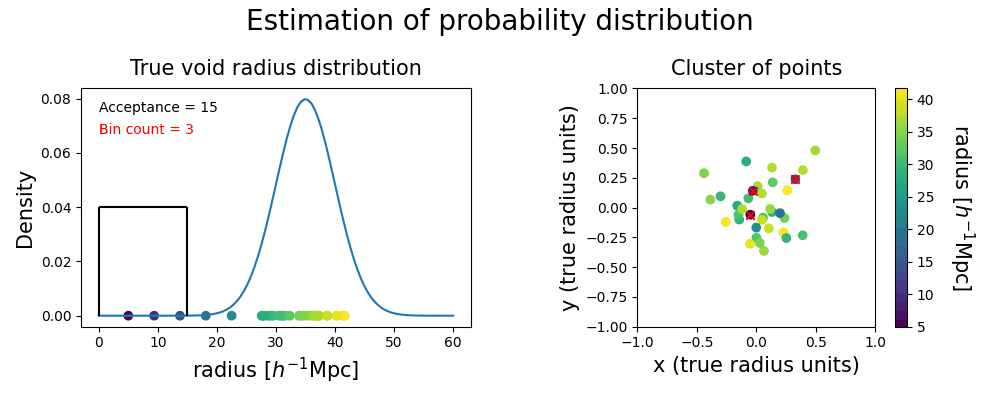 Estimation of probability distribution
True void radius distribution
Acceptance = 15
Bin count = 3
Density
0.08
0.06
0.04
0.02
0.00
0 10 20 30 40 50 60
radius [h⁻¹Mpc]
Cluster of points
y (true radius units)
1.00
0.75
0.50
0.25
0.00
−0.25
−0.50
−0.75
−1.00
−1.0 −0.5 0.0 0.5 1.0
x (true radius units)
40
35
30
25
20
15
10
5
radius [h⁻¹Mpc]